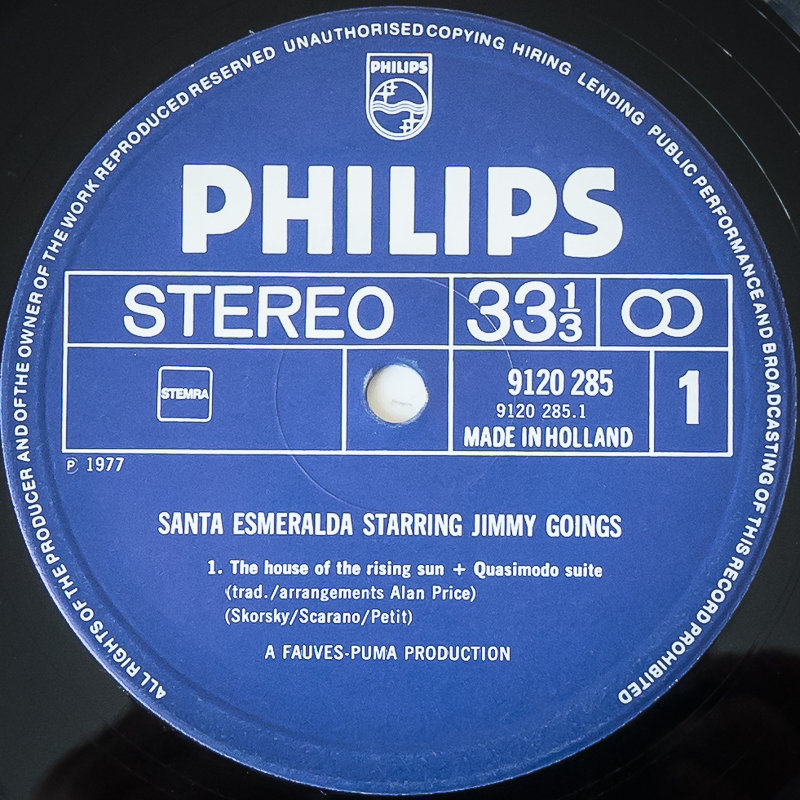 ALL RIGHTS OF THE PRODUCER AND OF THE OWNER OF THE WORK REPRODUCED RESERVED UNAUTHORISED COPYING HIRING LENDING PUBLIC PERFORMANCE AND BROADCASTING OF THIS RECORD PROHIBITED
PHILIPS
PHILIPS
STEREO
33 1/3
STEMRA
9120 285
9120 285.1
MADE IN HOLLAND
1
℗ 1977
SANTA ESMERALDA STARRING JIMMY GOINGS
1. The house of the rising sun + Quasimodo suite
(trad./arrangements Alan Price)
(Skorsky/Scarano/Petit)
A FAUVES-PUMA PRODUCTION